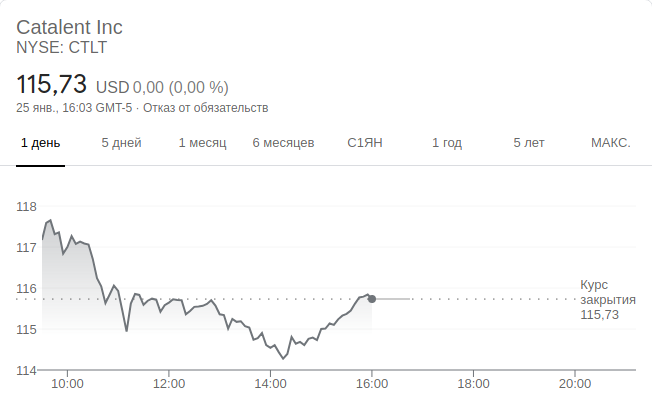 Catalent Inc
NYSE: CTLT
115,73 USD 0,00 (0,00 %)
25 янв., 16:03 GMT-5 · Отказ от обязательств
1 день 5 дней 1 месяц 6 месяцев С1ЯН 1 год 5 лет МАКС.
118
117
116
115
114
Курс
закрытия
115,73
10:00 12:00 14:00 16:00 18:00 20:00